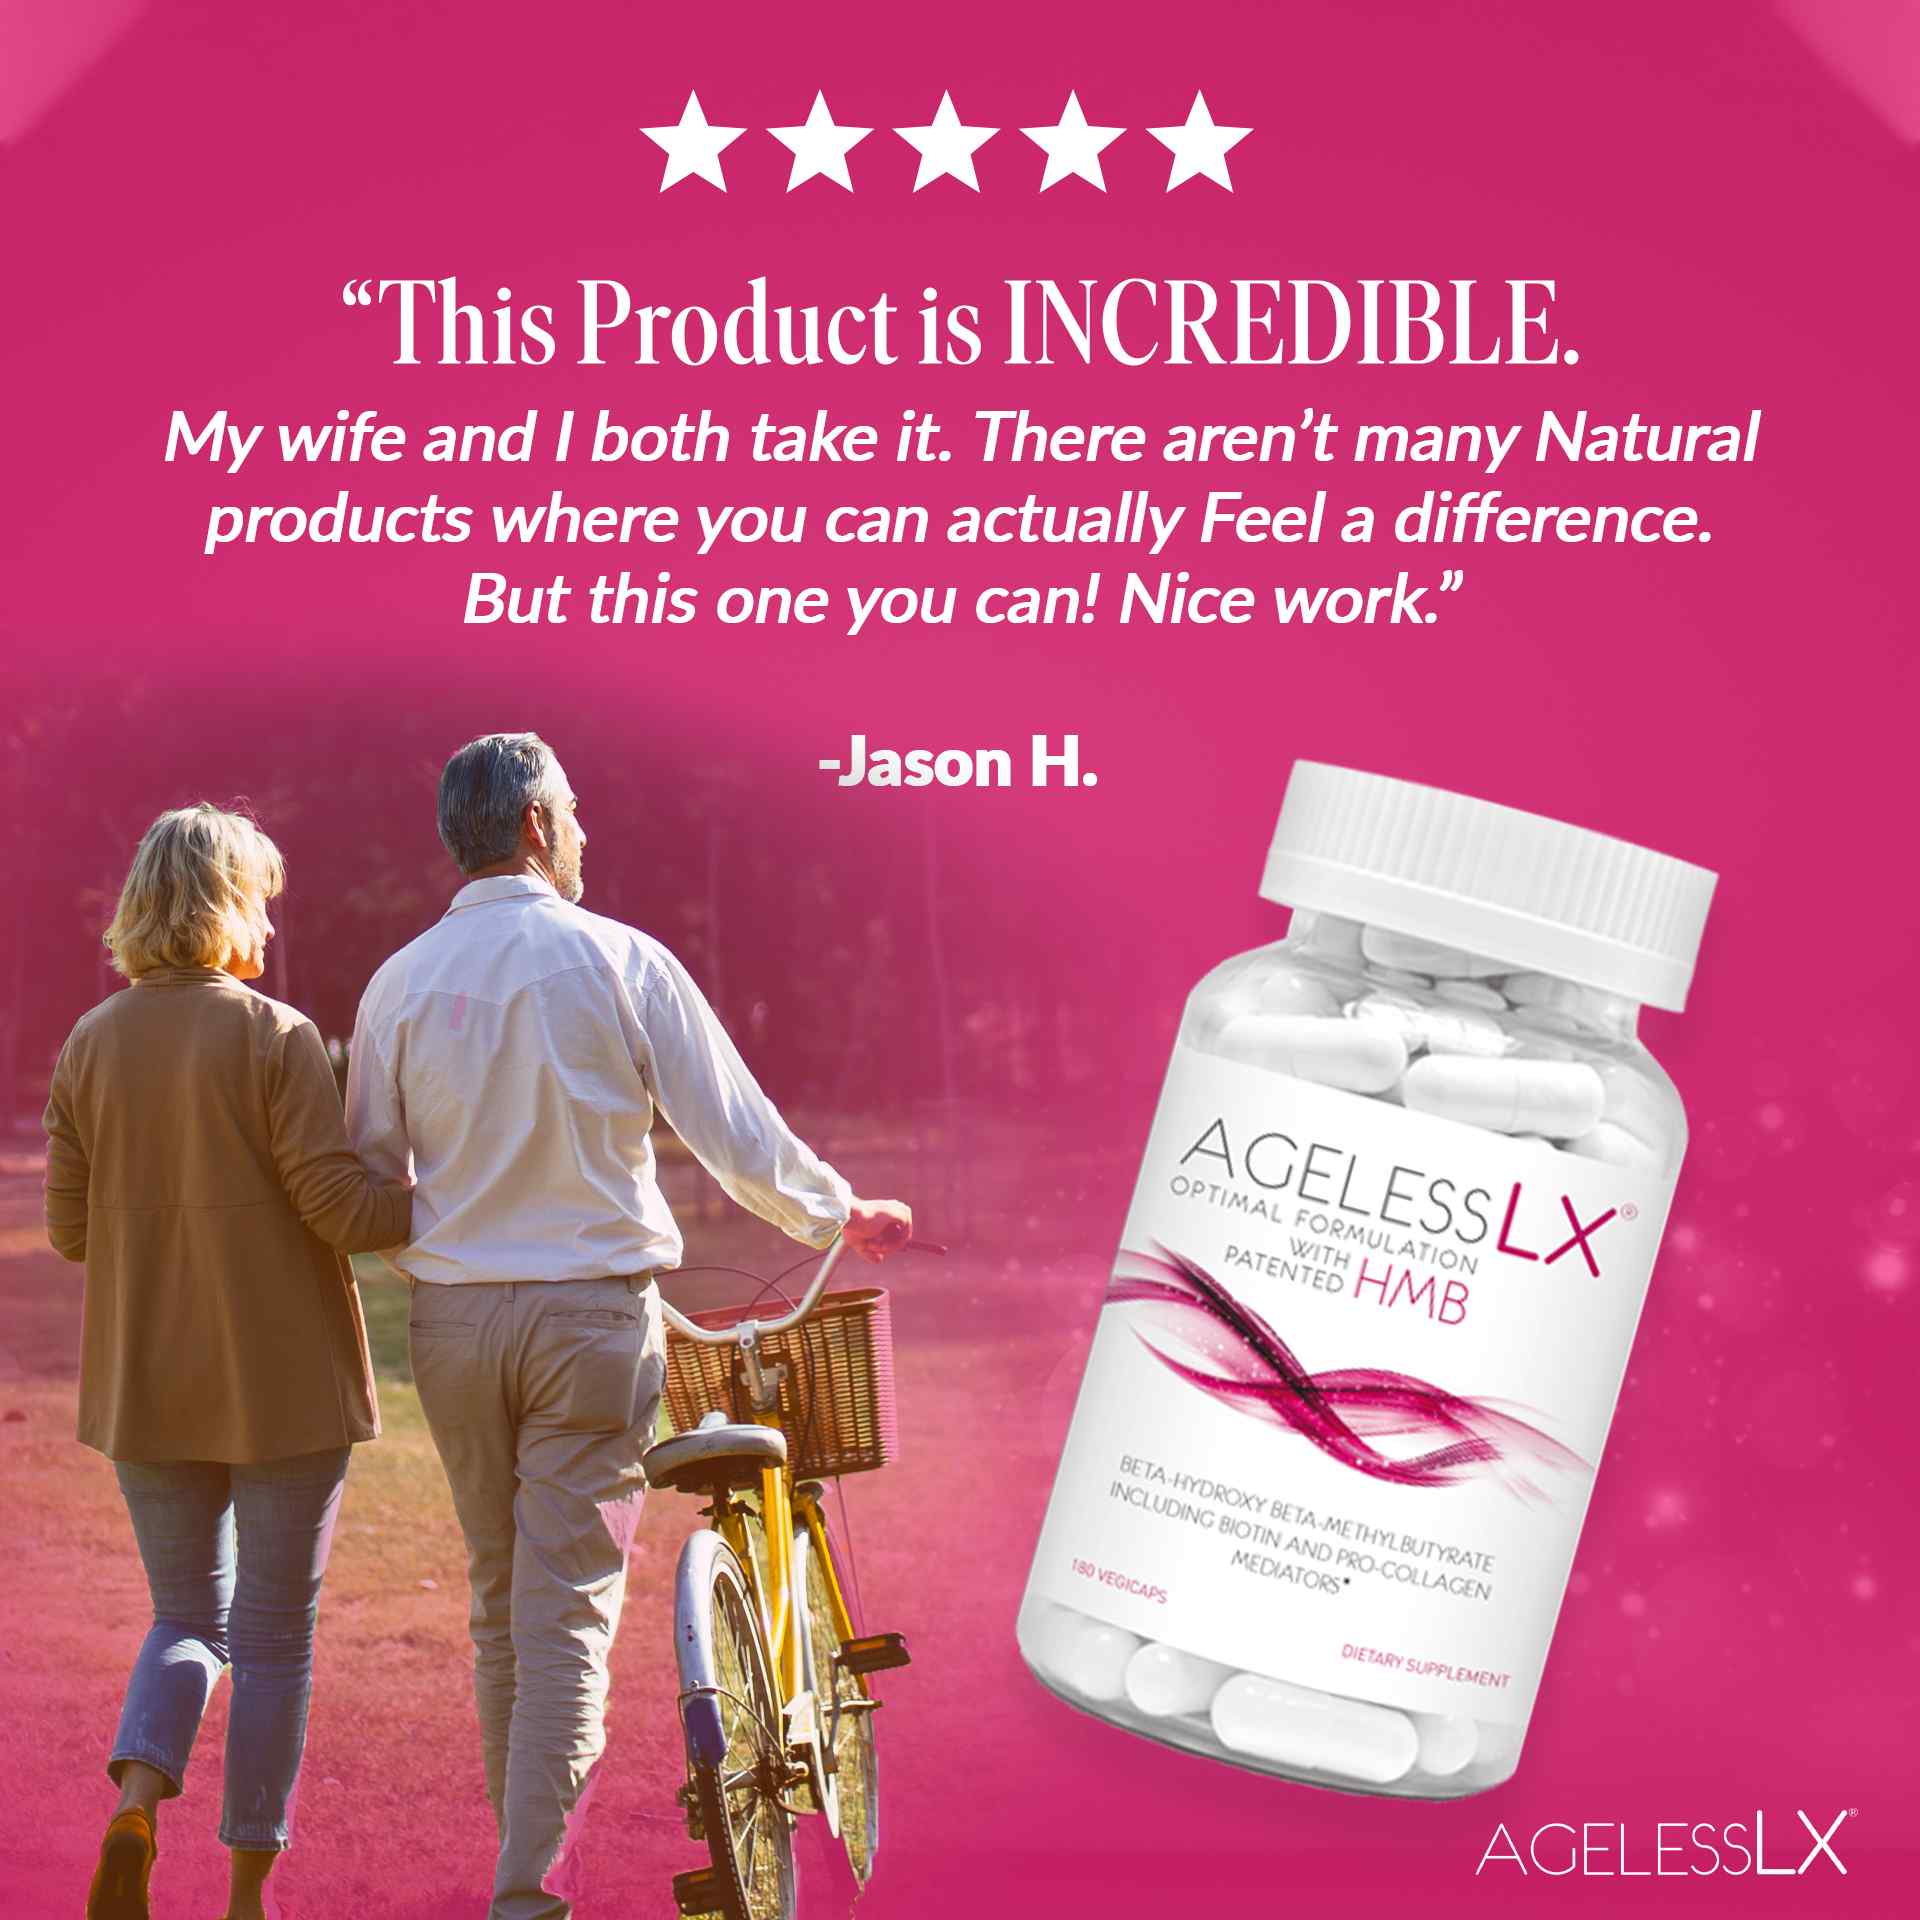 “This Product is INCREDIBLE.
My wife and I both take it. There aren’t many Natural
products where you can actually Feel a difference.
But this one you can! Nice work.”
-Jason H.
AGELESSLX®
OPTIMAL FORMULATION
WITH
PATENTED HMB
BETA-HYDROXY BETA-METHYLBUTYRATE
INCLUDING BIOTIN AND PRO-COLLAGEN
MEDIATORS*
180 VEGICAPS
DIETARY SUPPLEMENT
AGELESSLX®